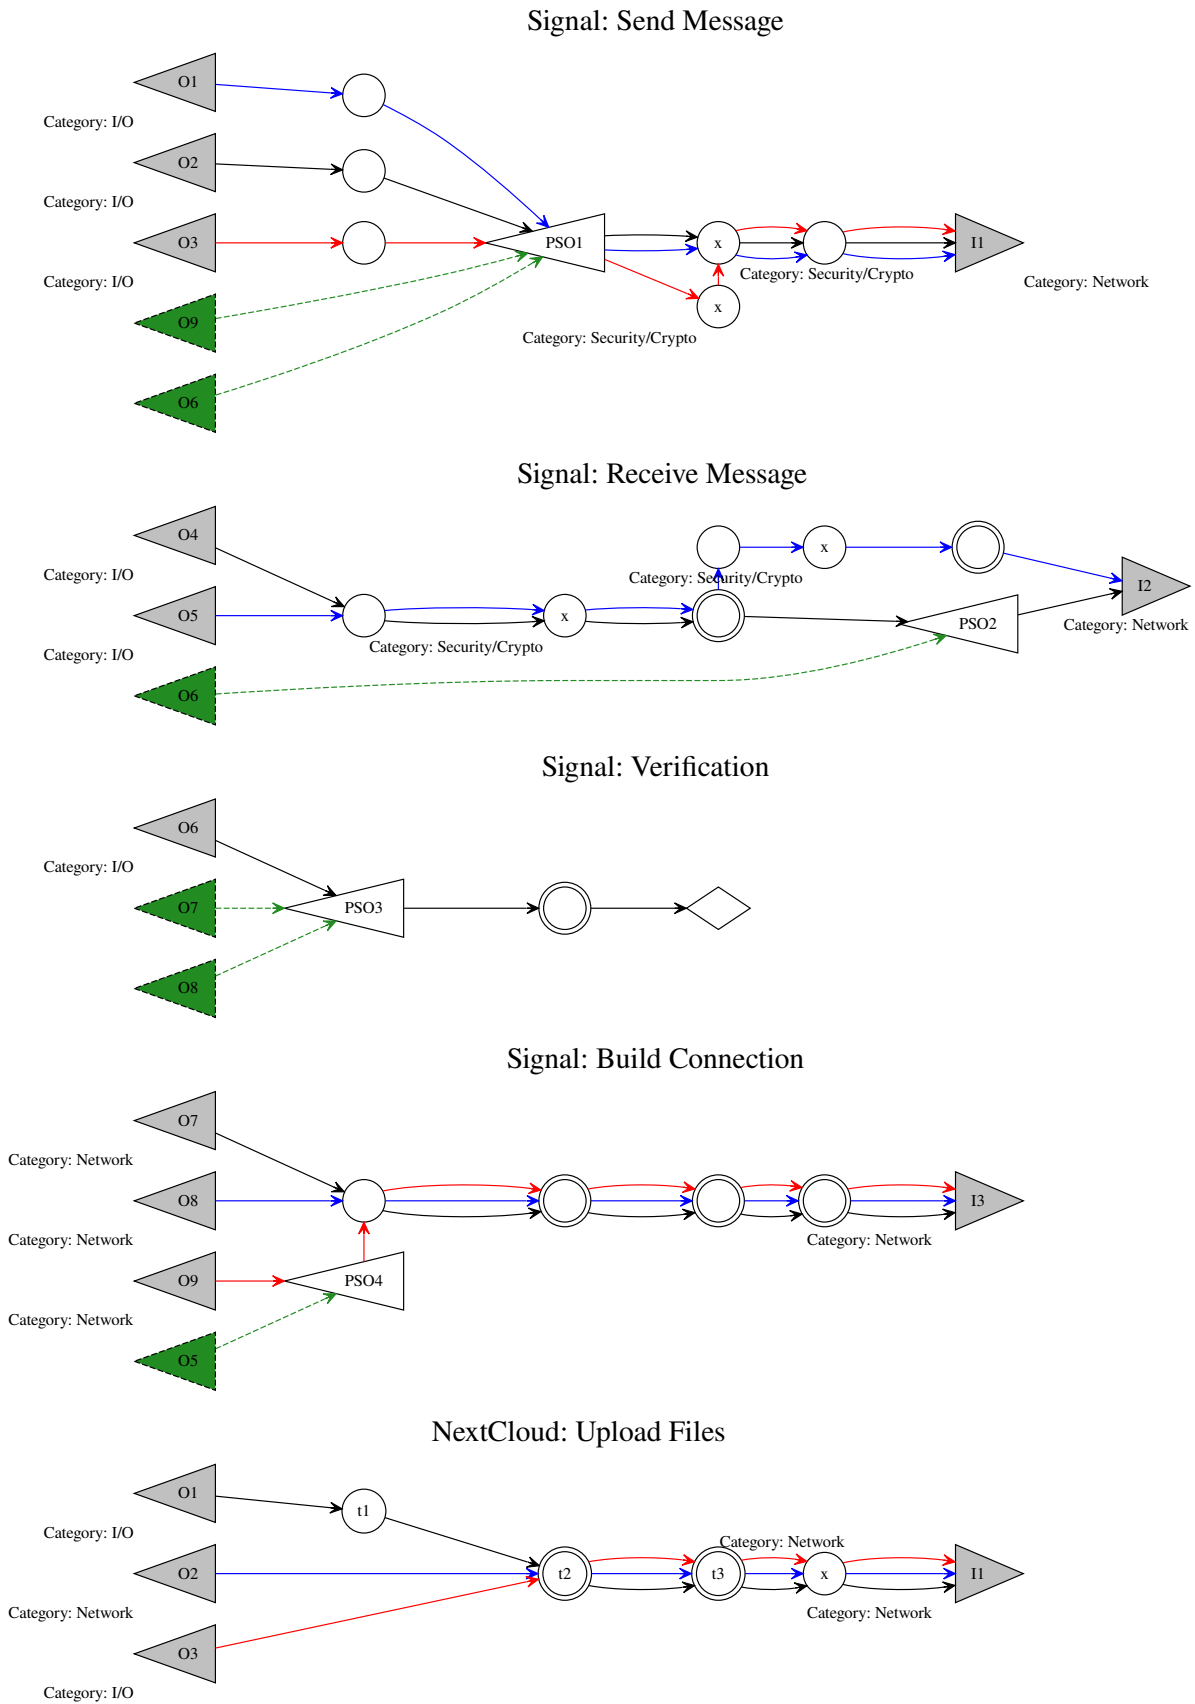 Signal: Send Message
O1
Category: I/O
O2
Category: I/O
O3
PSO1
x
I1
Category: I/O
Category: Security/Crypto
Category: Network
x
O9
Category: Security/Crypto
O6
Signal: Receive Message
O4
x
Category: I/O
Category: Security/Crypto
I2
O5
x
PSO2
Category: Network
Category: I/O
Category: Security/Crypto
O6
Signal: Verification
O6
Category: I/O
O7
PSO3
O8
Signal: Build Connection
O7
Category: Network
O8
I3
Category: Network
Category: Network
O9
PSO4
Category: Network
O5
NextCloud: Upload Files
O1
t1
Category: I/O
Category: Network
O2
t2
t3
x
I1
Category: Network
Category: Network
O3
Category: I/O